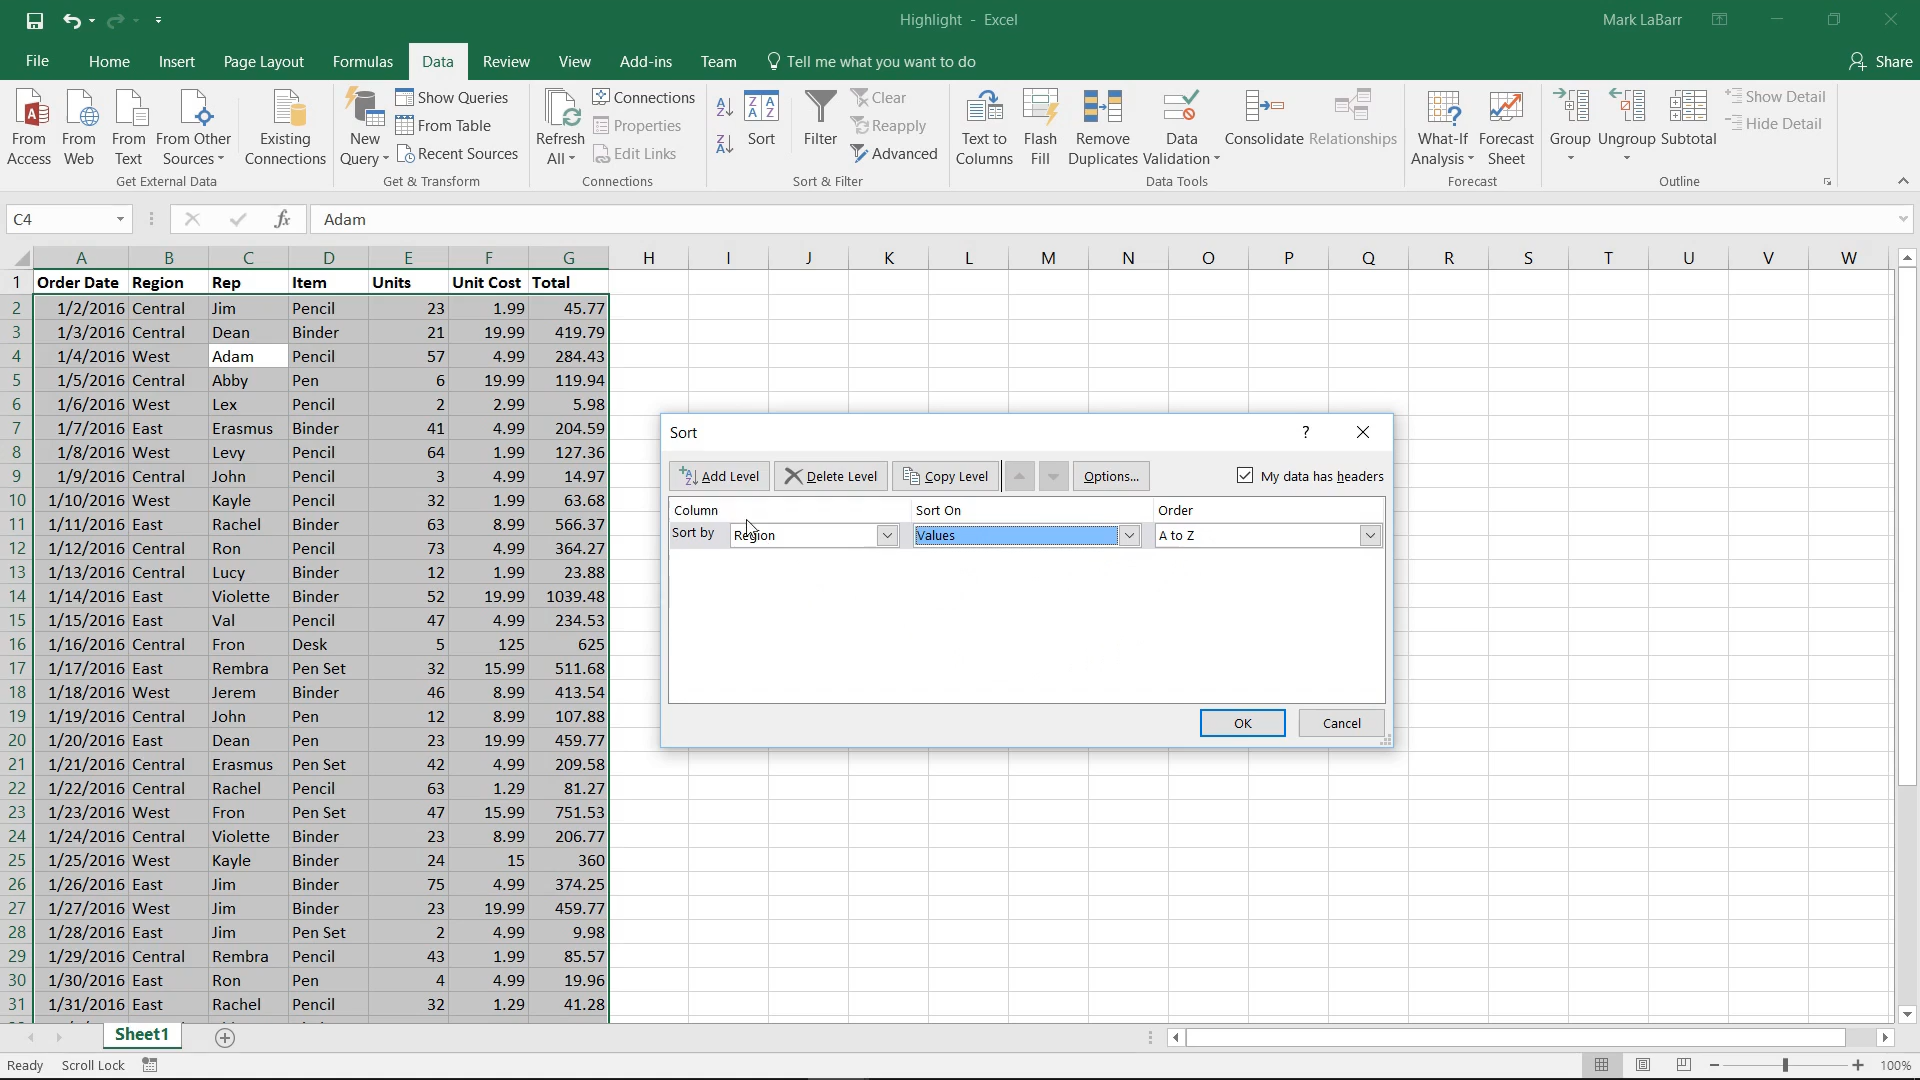 Highlight - Excel
Mark LaBarr
File Home Insert Page Layout Formulas Data Review View Add-ins Team Tell me what you want to do Share
From Access
From Web
From Text
From Other Sources
Existing Connections
Get External Data
New Query
Show Queries
From Table
Recent Sources
Get & Transform
Refresh All
Connections
Properties
Edit Links
Connections
Sort
Filter
Clear
Reapply
Advanced
Sort & Filter
Text to Columns
Flash Fill
Remove Duplicates
Data Validation
Consolidate
Relationships
Data Tools
What-If Analysis
Forecast Sheet
Forecast
Group
Ungroup
Subtotal
Show Detail
Hide Detail
Outline
C4 fx Adam
A B C D E F G H I J K L M N O P Q R S T U V W
1 Order Date Region Rep Item Units Unit Cost Total
2 1/2/2016 Central Jim Pencil 23 1.99 45.77
3 1/3/2016 Central Dean Binder 21 19.99 419.79
4 1/4/2016 West Adam Pencil 57 4.99 284.43
5 1/5/2016 Central Abby Pen 6 19.99 119.94
6 1/6/2016 West Lex Pencil 2 2.99 5.98
7 1/7/2016 East Erasmus Binder 41 4.99 204.59
8 1/8/2016 West Levy Pencil 64 1.99 127.36
9 1/9/2016 Central John Pencil 3 4.99 14.97
10 1/10/2016 West Kayle Pencil 32 1.99 63.68
11 1/11/2016 East Rachel Binder 63 8.99 566.37
12 1/12/2016 Central Ron Pencil 73 4.99 364.27
13 1/13/2016 Central Lucy Binder 12 1.99 23.88
14 1/14/2016 East Violette Binder 52 19.99 1039.48
15 1/15/2016 East Val Pencil 47 4.99 234.53
16 1/16/2016 Central Fron Desk 5 125 625
17 1/17/2016 East Rembra Pen Set 32 15.99 511.68
18 1/18/2016 West Jerem Binder 46 8.99 413.54
19 1/19/2016 Central John Pen 12 8.99 107.88
20 1/20/2016 East Dean Pen 23 19.99 459.77
21 1/21/2016 Central Erasmus Pen Set 42 4.99 209.58
22 1/22/2016 Central Rachel Pencil 63 1.29 81.27
23 1/23/2016 West Fron Pen Set 47 15.99 751.53
24 1/24/2016 Central Violette Binder 23 8.99 206.77
25 1/25/2016 West Kayle Binder 24 15 360
26 1/26/2016 East Jim Binder 75 4.99 374.25
27 1/27/2016 West Jim Binder 23 19.99 459.77
28 1/28/2016 East Jim Pen Set 2 4.99 9.98
29 1/29/2016 Central Rembra Pencil 43 1.99 85.57
30 1/30/2016 East Ron Pen 4 4.99 19.96
31 1/31/2016 East Rachel Pencil 32 1.29 41.28
Sort ?
Add Level Delete Level Copy Level Options... My data has headers
Column Sort On Order
Sort by Region Values A to Z
OK Cancel
Sheet1
Ready Scroll Lock 100%